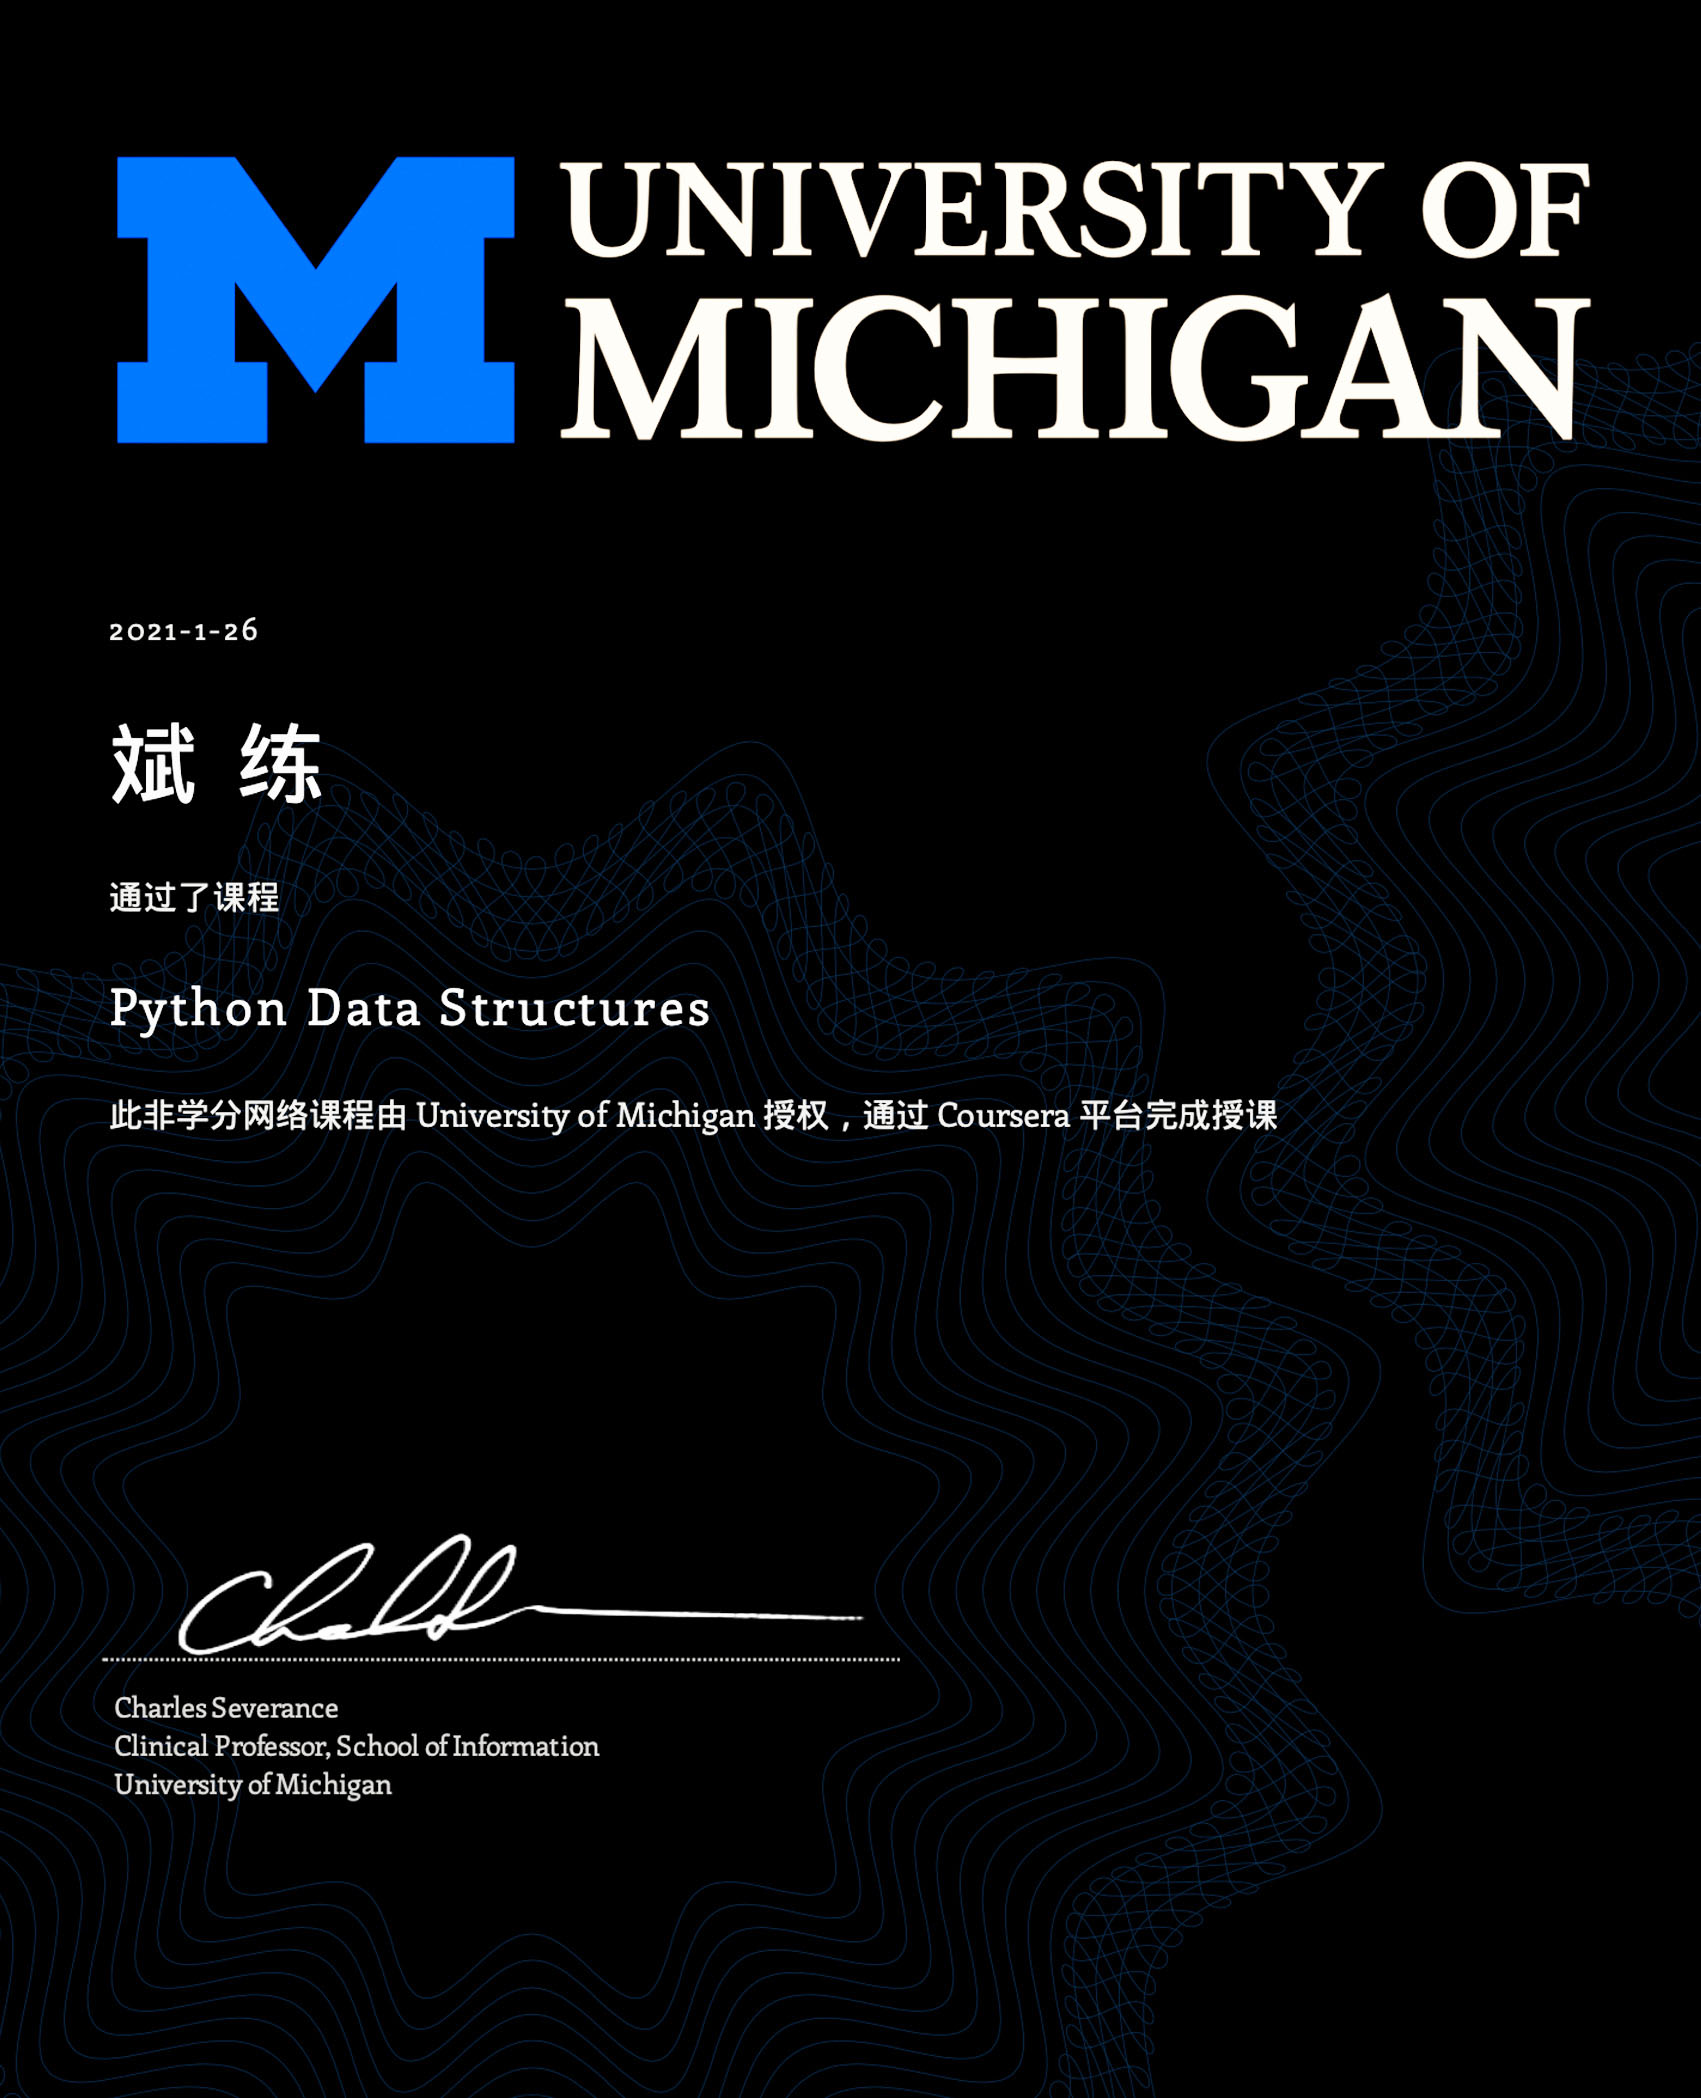 M
UNIVERSITY OF
MICHIGAN
2021-1-26
斌 练
通过了课程
Python Data Structures
此非学分网络课程由 University of Michigan 授权，通过 Coursera 平台完成授课
Charles Severance
Clinical Professor, School of Information
University of Michigan